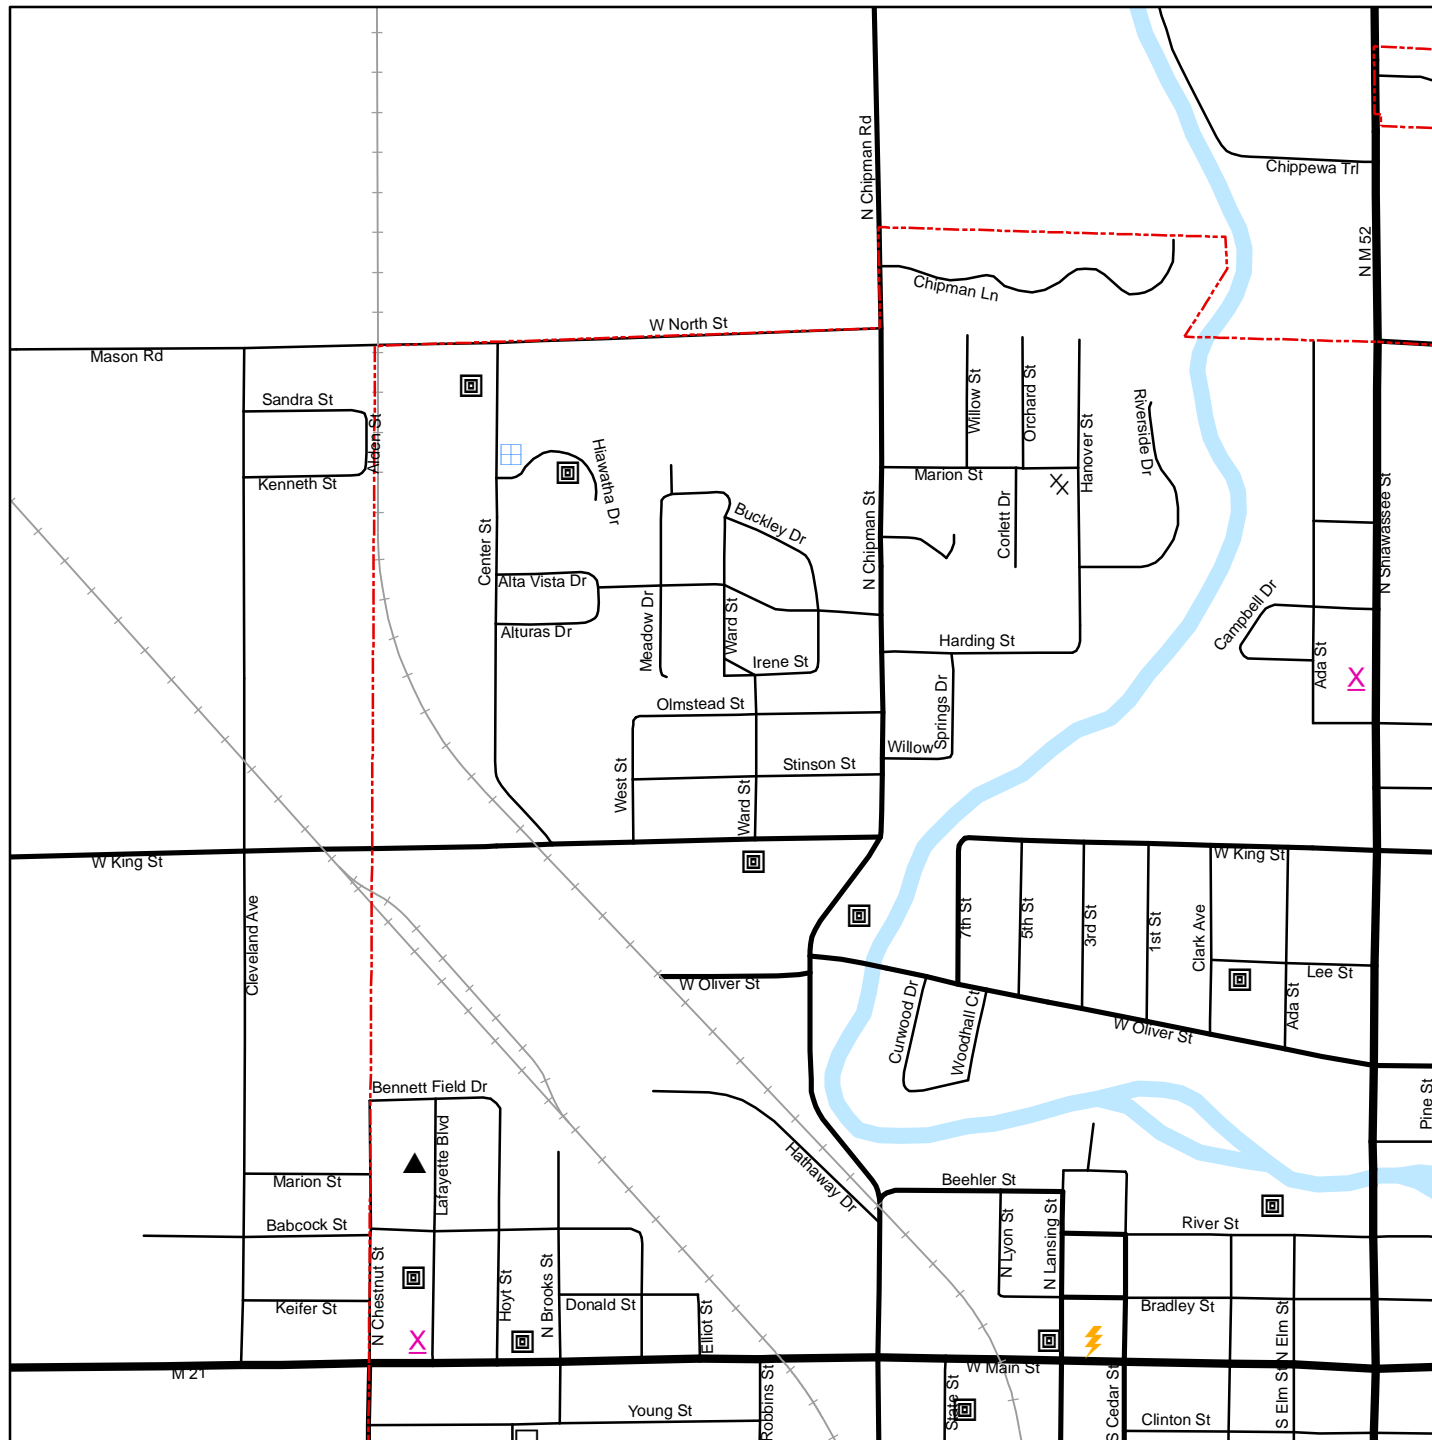 N Chipman Rd
Chippewa Trl
N M 52
Chipman Ln
W North St
Mason Rd
Sandra St
Alden St
Kenneth St
Hiawatha Dr
Willow St
Orchard St
Hanover St
Riverside Dr
Marion St
Buckley Dr
Center St
N Chipman St
Corlett Dr
N Shiawassee St
Alta Vista Dr
Alturas Dr
Meadow Dr
Ward St
Irene St
Harding St
Campbell Dr
Ada St
X
Olmstead St
Willow
Springs Dr
West St
Stinson St
Ward St
W King St
W King St
Cleveland Ave
7th St
5th St
3rd St
1st St
Clark Ave
Lee St
Ada St
W Oliver St
Curwood Dr
Woodhall Ct
W Oliver St
Bennett Field Dr
Lafayette Blvd
Pine St
Hathaway Dr
Marion St
Beehler St
Babcock St
N Lyon St
N Lansing St
River St
N Chestnut St
Hoyt St
N Brooks St
Keifer St
Donald St
Elliot St
Bradley St
N Elm St
X
M 21
W Main St
Robbins St
State St
S Cedar St
S Elm St
Young St
Clinton St